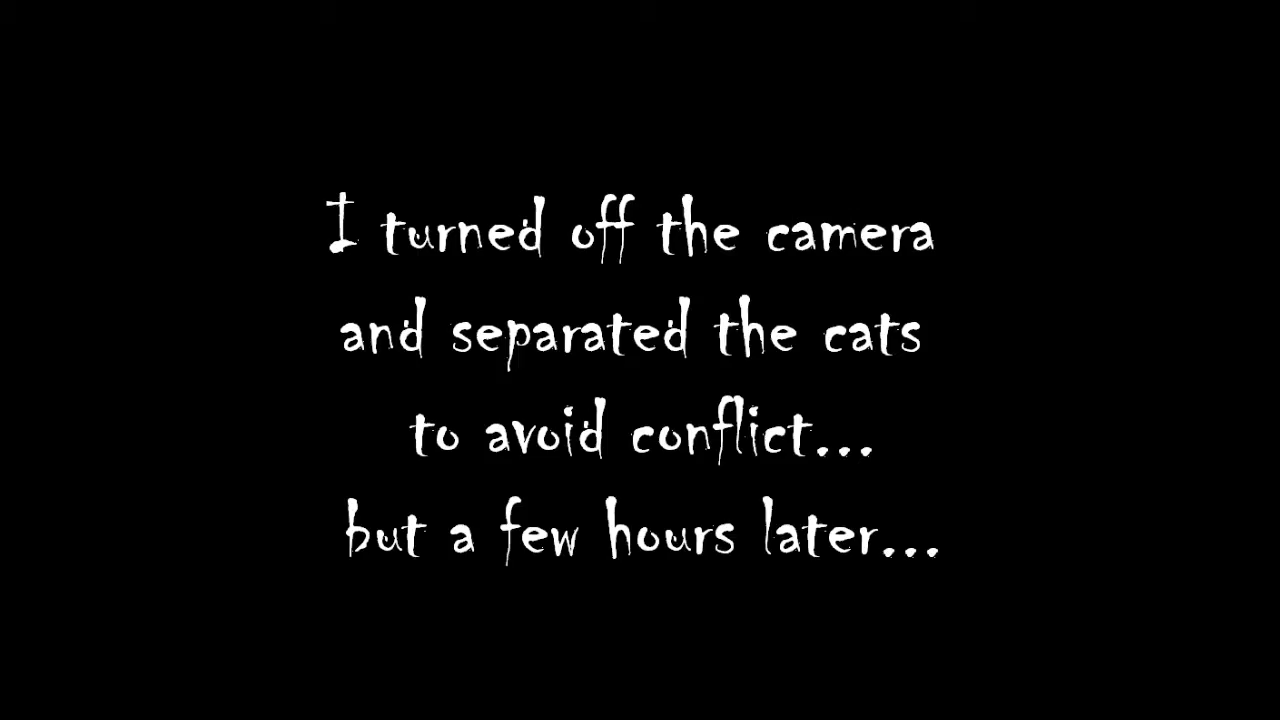 I turned off the camera
and separated the cats
to avoid conflict...
but a few hours later...